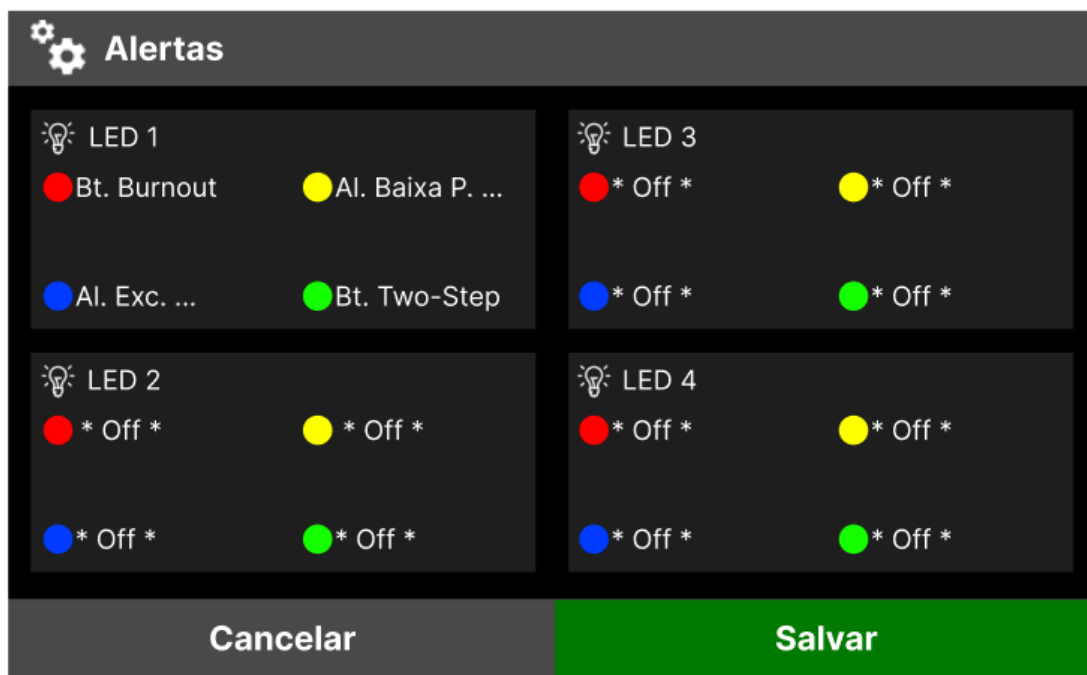 Alertas
LED 1
Bt. Burnout
Al. Baixa P. ...
Al. Exc. ...
Bt. Two-Step
LED 3
* Off *
* Off *
* Off *
* Off *
LED 2
* Off *
* Off *
* Off *
* Off *
LED 4
* Off *
* Off *
* Off *
* Off *
Cancelar
Salvar